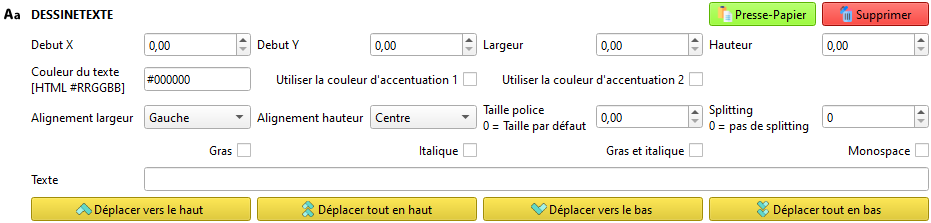 Aa DESSINETEXTE Presse-Papier Supprimer
Debut X 0,00 Debut Y 0,00 Largeur 0,00 Hauteur 0,00
Couleur du texte
[HTML #RRGGBB] #000000 Utiliser la couleur d'accentuation 1 Utiliser la couleur d'accentuation 2
Alignement largeur Gauche Alignement hauteur Centre Taille police
0 = Taille par défaut 0,00 Splitting
0 = pas de splitting 0
Gras Italique Gras et italique Monospace
Texte
Déplacer vers le haut Déplacer tout en haut Déplacer vers le bas Déplacer tout en bas